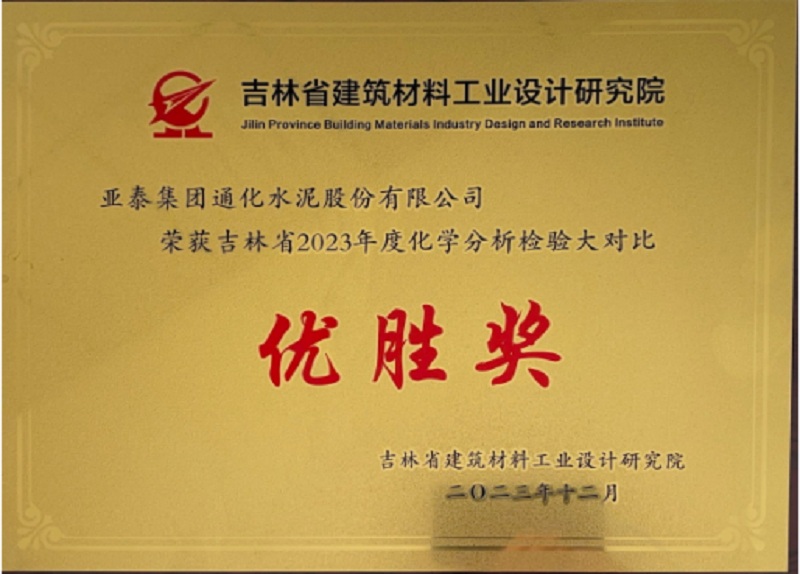 吉林省建筑材料工业设计研究院
Jilin Province Building Materials Industry Design and Research Institute
亚泰集团通化水泥股份有限公司
荣获吉林省2023年度化学分析检验大对比
优胜奖
吉林省建筑材料工业设计研究院
二〇二三年十二月